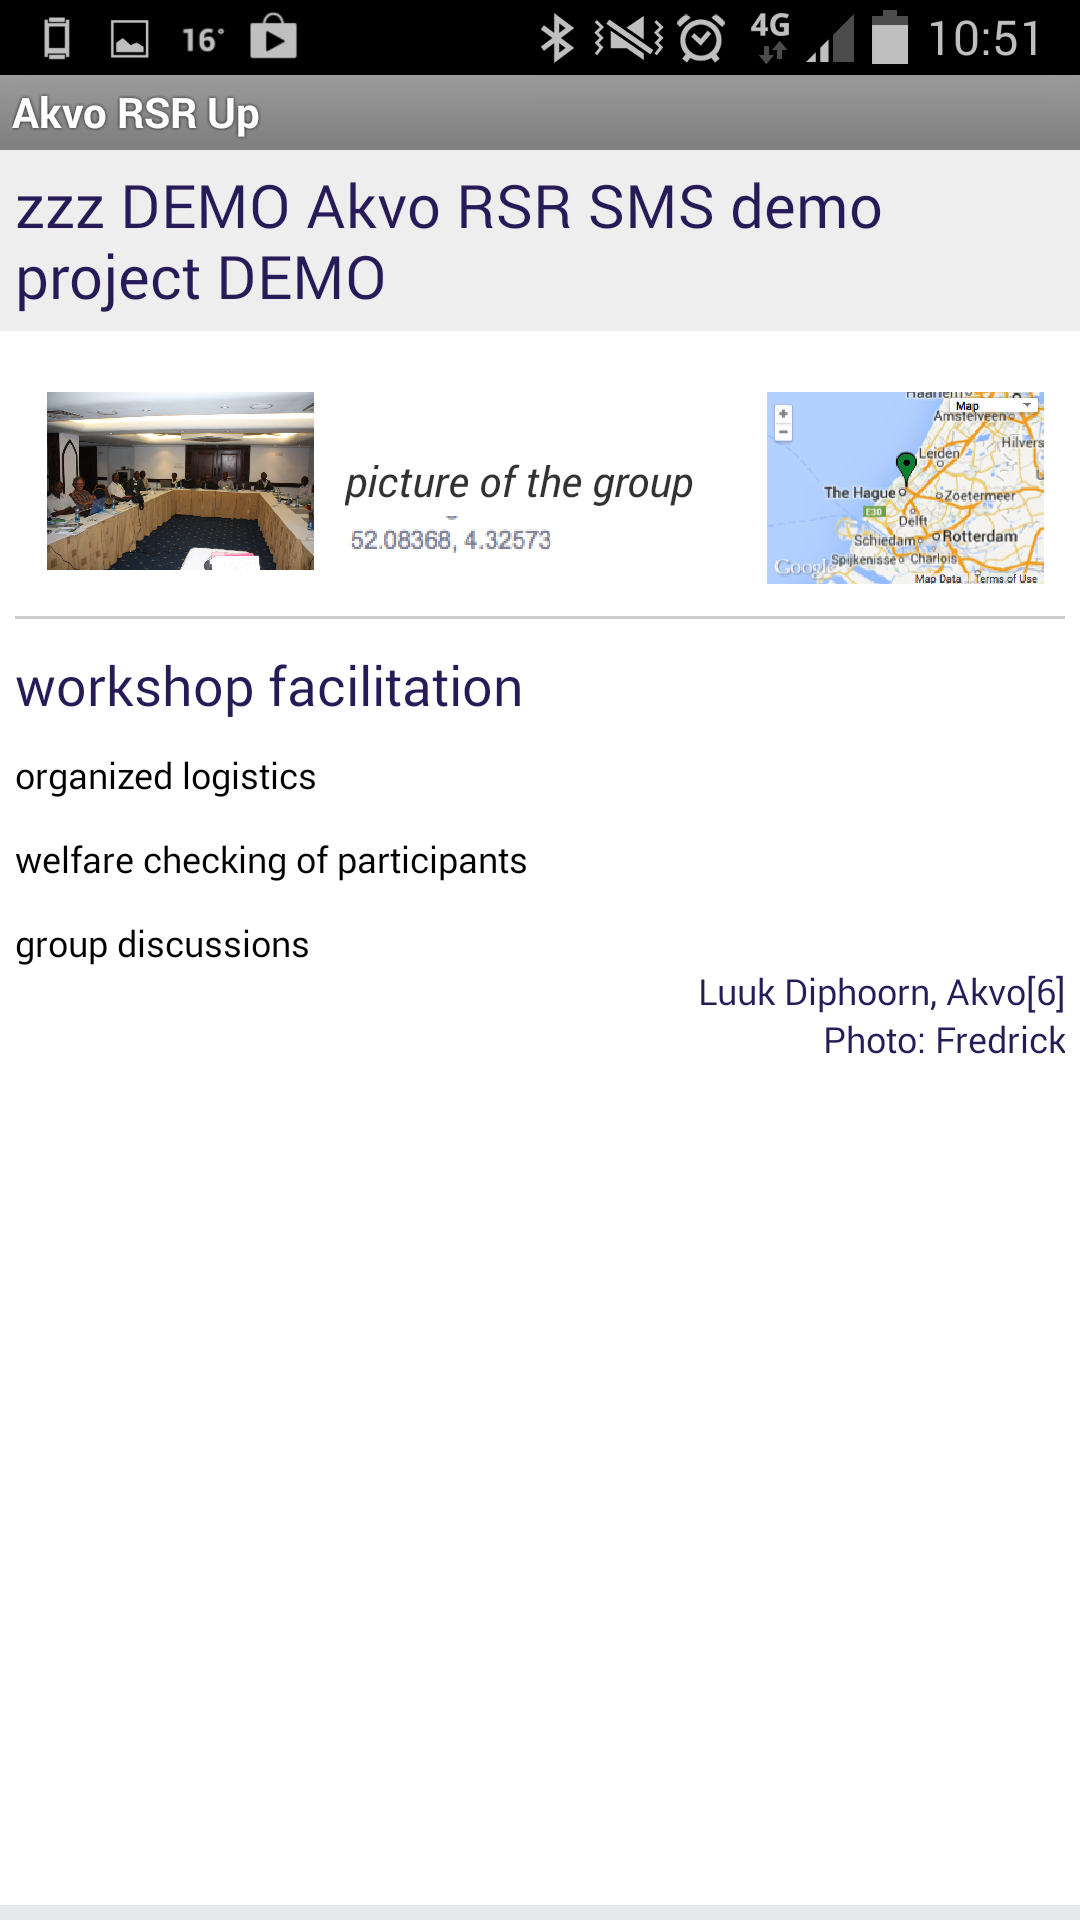 16°
4G
10:51
Akvo RSR Up
zzz DEMO Akvo RSR SMS demo
project DEMO
picture of the group
52.08368, 4.32573
Map
Amstelveen
Hilvers
Leiden
The Hague
Zoetermeer
E30
Delft
Schiedam
Rotterdam
Spijkenisse
Charlois
Google
Map Data
Terms of Use
workshop facilitation
organized logistics
welfare checking of participants
group discussions
Luuk Diphoorn, Akvo[6]
Photo: Fredrick